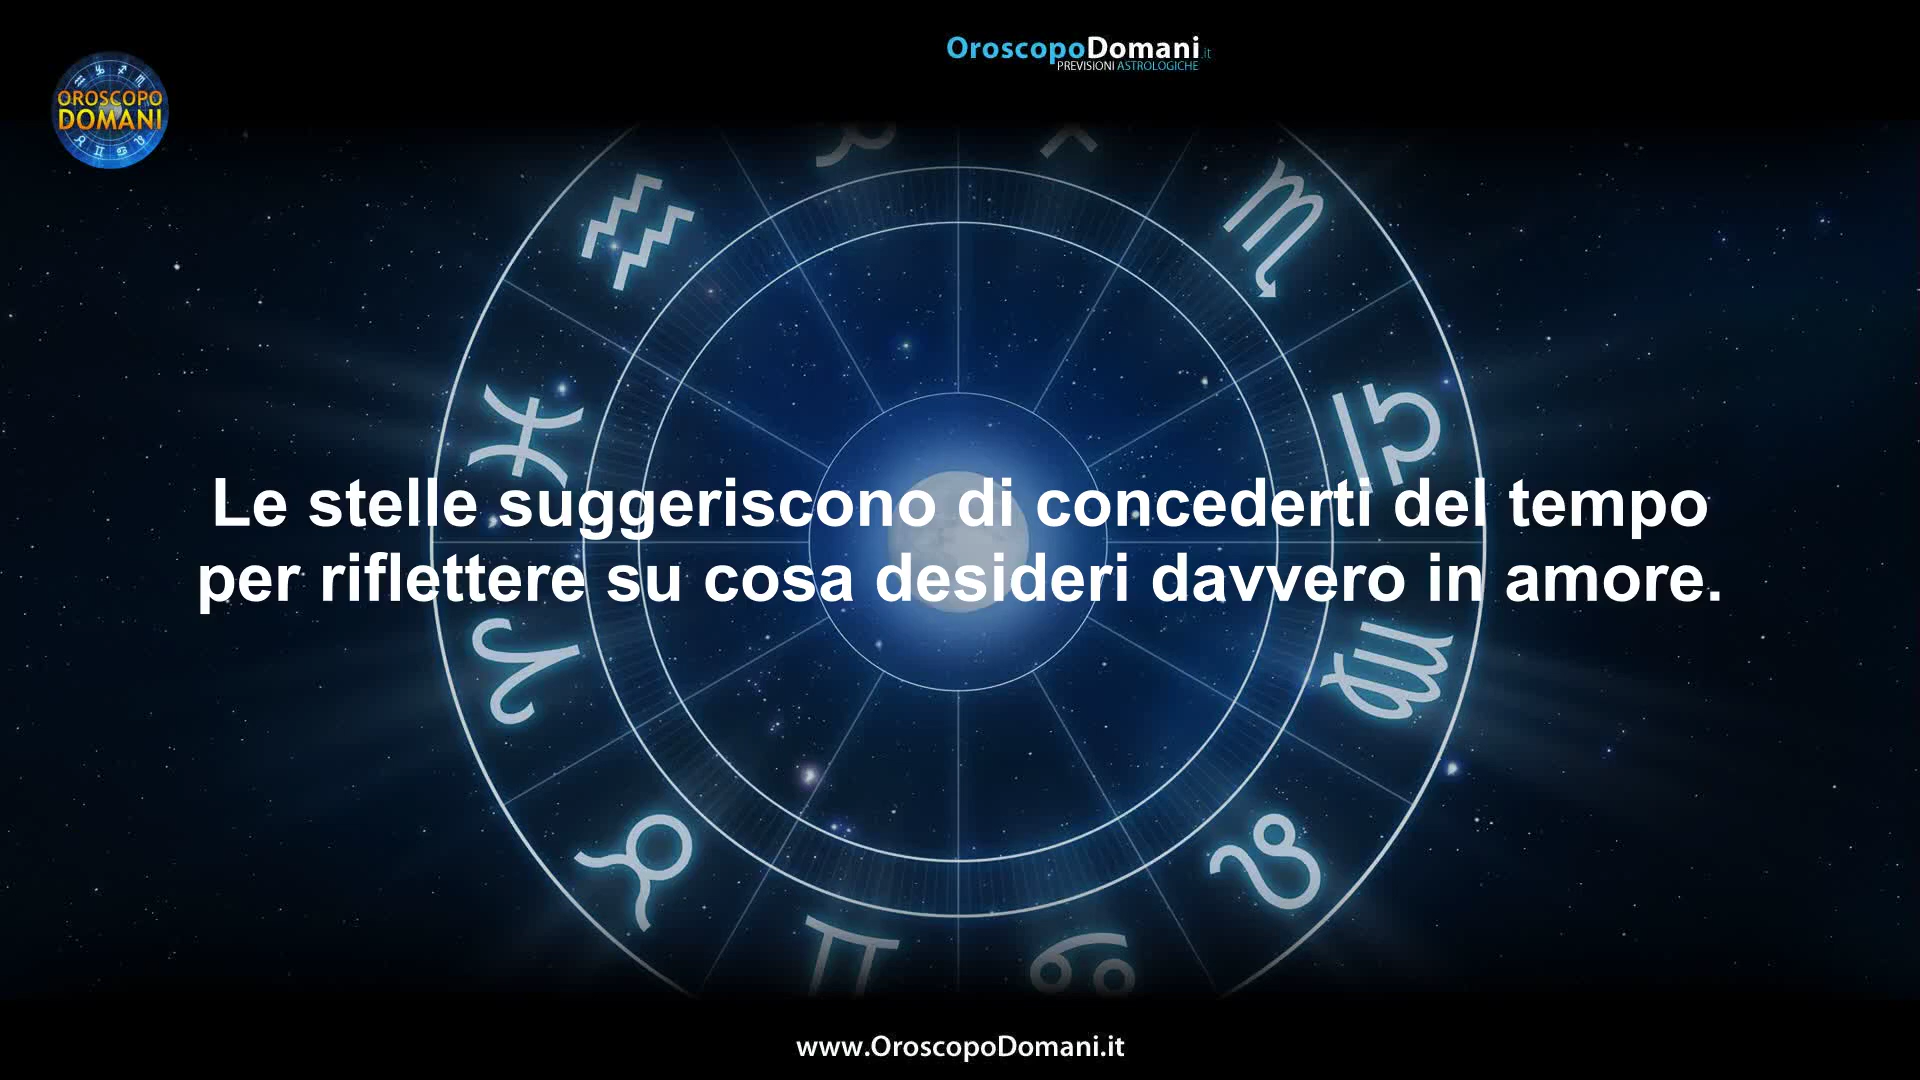 OroscopoDomani.it
PREVISIONI ASTROLOGICHE
OROSCOPO
DOMANI
Le stelle suggeriscono di concederti del tempo
per riflettere su cosa desideri davvero in amore.
www.OroscopoDomani.it